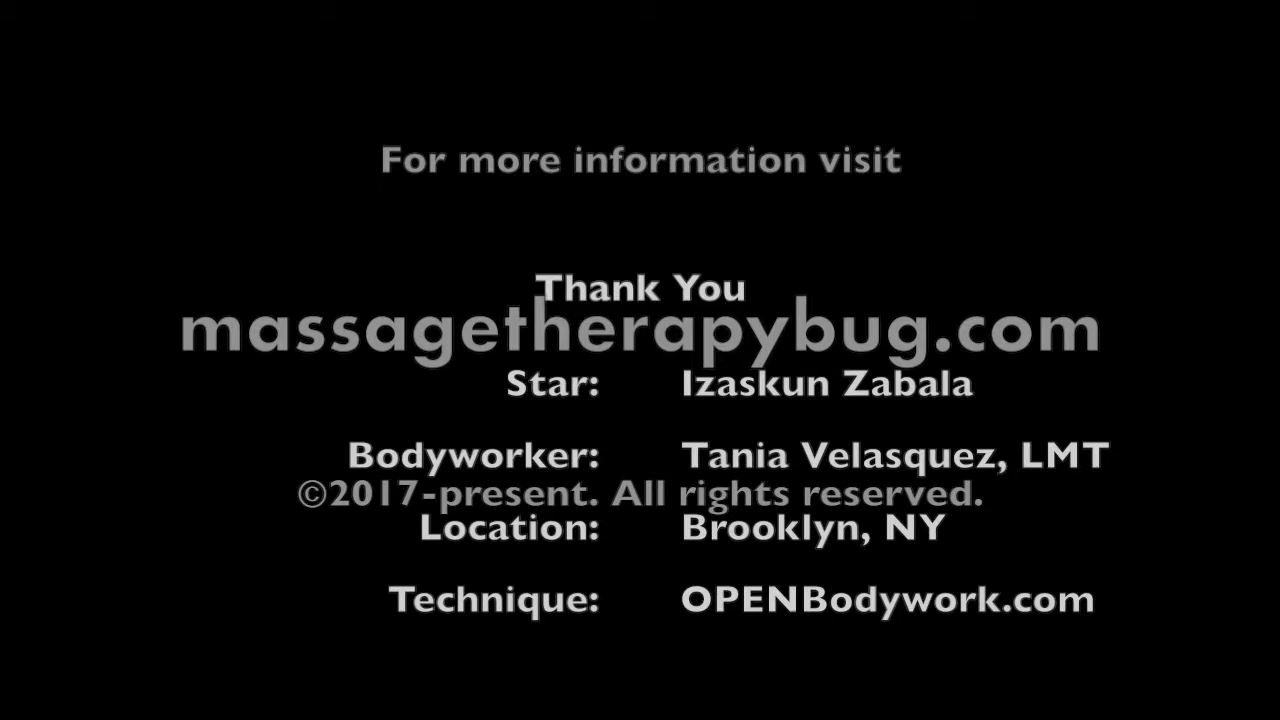 For more information visit
Thank You
massagetherapybug.com
Star: Izaskun Zabala
Bodyworker: Tania Velasquez, LMT
©2017-present. All rights reserved.
Location: Brooklyn, NY
Technique: OPENBodywork.com